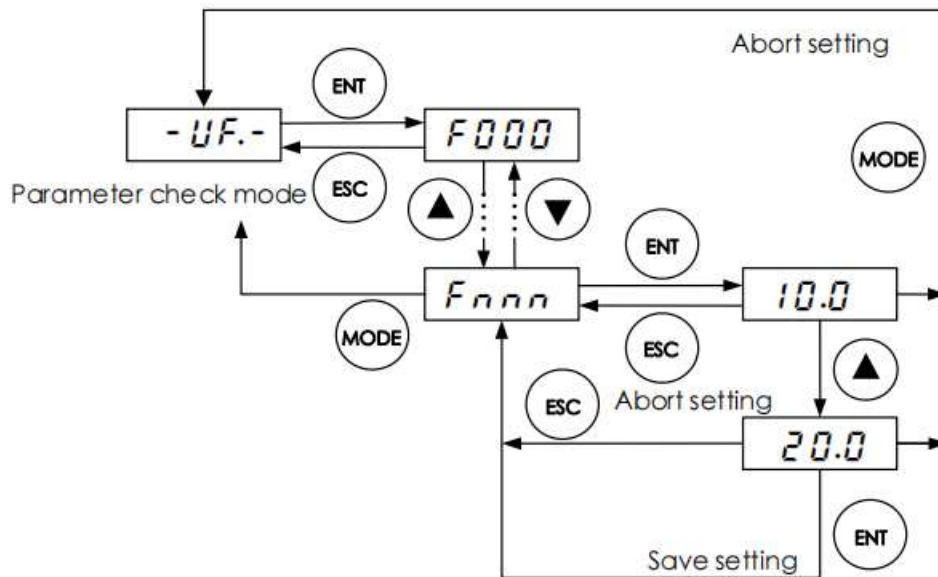 Abort setting
ENT
-UF.-
F000
MODE
ESC
Parameter check mode
▲
▼
ENT
Fnnn
10.0
MODE
ESC
▲
ESC
Abort setting
20.0
ENT
Save setting